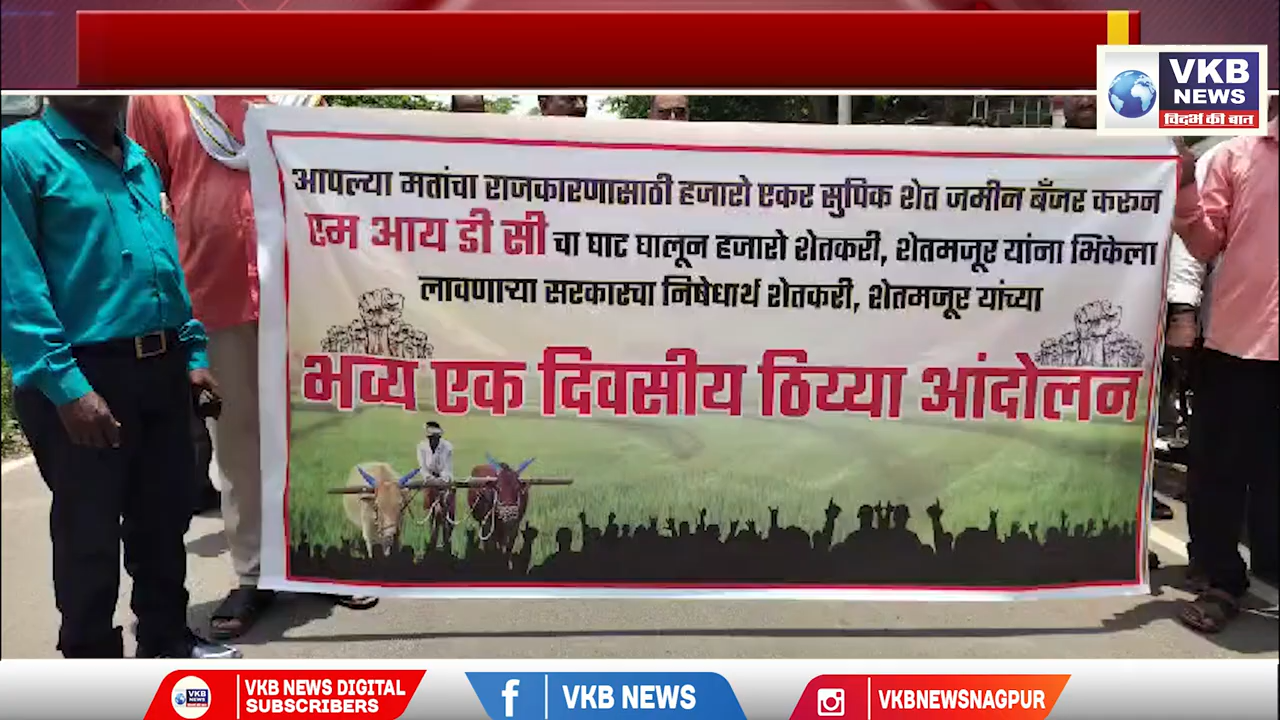 VKB
NEWS
विदर्भ की बात
आपल्या मतांचा राजकारणासाठी हजारो एकर सुपिक शेत जमीन बँजर करून
एम आय डी सी चा घाट घालून हजारो शेतकरी, शेतमजूर यांना भिकेला
लावणाऱ्या सरकारचा निषेधार्थ शेतकरी, शेतमजूर यांच्या
भव्य एक दिवसीय ठिय्या आंदोलन
VKB
NEWS
VKB NEWS DIGITAL
SUBSCRIBERS
VKB NEWS
VKBNEWSNAGPUR